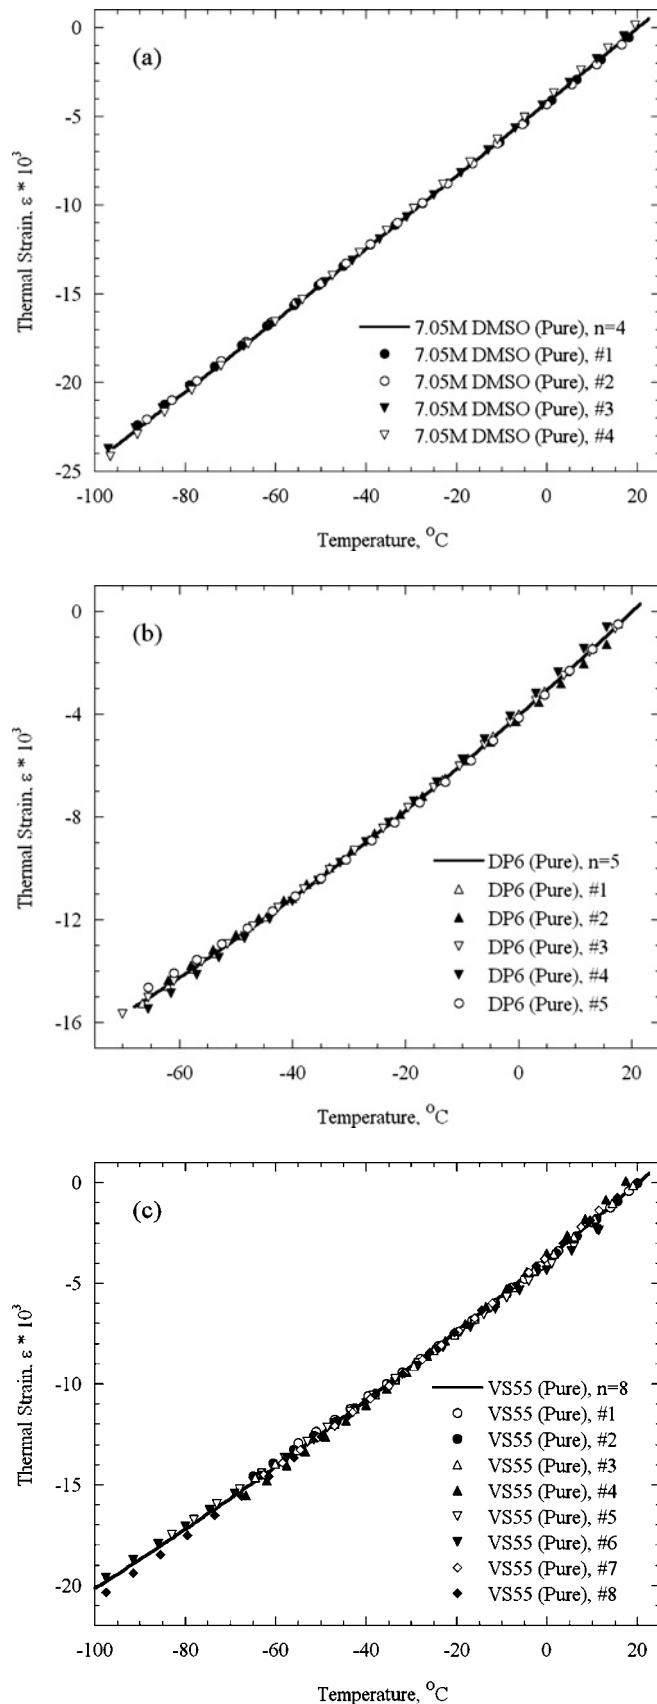 (a)
0
-5
-10
-15
-20
-25
Thermal Strain. ε * 10³
7.05M DMSO (Pure), n=4
7.05M DMSO (Pure), #1
7.05M DMSO (Pure), #2
7.05M DMSO (Pure), #3
7.05M DMSO (Pure), #4
-100 -80 -60 -40 -20 0 20
Temperature, °C
(b)
0
-4
-8
-12
-16
Thermal Strain. ε * 10³
DP6 (Pure), n=5
DP6 (Pure), #1
DP6 (Pure), #2
DP6 (Pure), #3
DP6 (Pure), #4
DP6 (Pure), #5
-60 -40 -20 0 20
Temperature, °C
(c)
0
-5
-10
-15
-20
Thermal Strain. ε * 10³
VS55 (Pure), n=8
VS55 (Pure), #1
VS55 (Pure), #2
VS55 (Pure), #3
VS55 (Pure), #4
VS55 (Pure), #5
VS55 (Pure), #6
VS55 (Pure), #7
VS55 (Pure), #8
-100 -80 -60 -40 -20 0 20
Temperature, °C